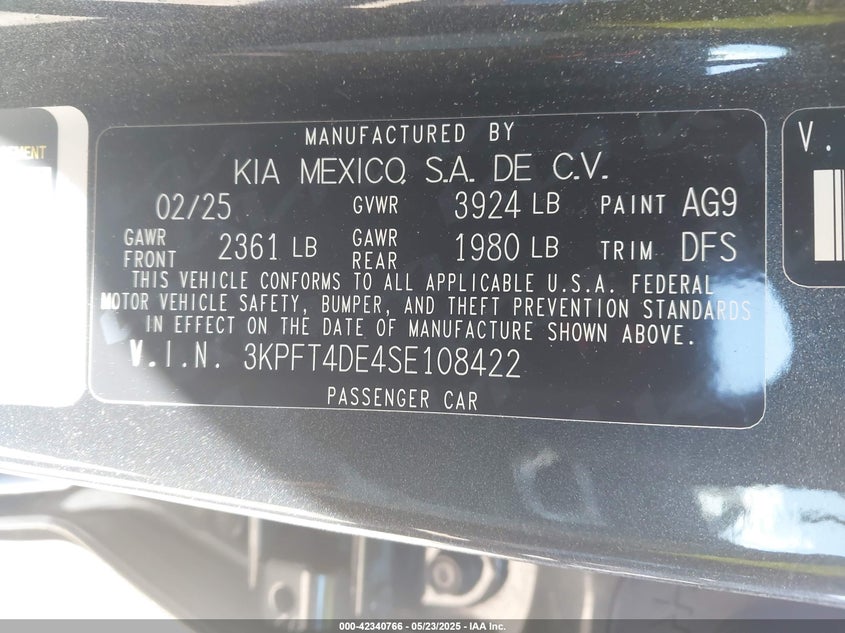 EMENT
MANUFACTURED BY
KIA MEXICO, S.A. DE C.V.
02/25 GVWR 3924 LB PAINT AG9
GAWR FRONT 2361 LB GAWR REAR 1980 LB TRIM DFS
THIS VEHICLE CONFORMS TO ALL APPLICABLE U.S.A. FEDERAL
MOTOR VEHICLE SAFETY, BUMPER, AND THEFT PREVENTION STANDARDS
IN EFFECT ON THE DATE OF MANUFACTURE SHOWN ABOVE.
V.I.N. 3KPFT4DE4SE108422
PASSENGER CAR
V.
000-42340766 - 05/23/2025 - IAA Inc.